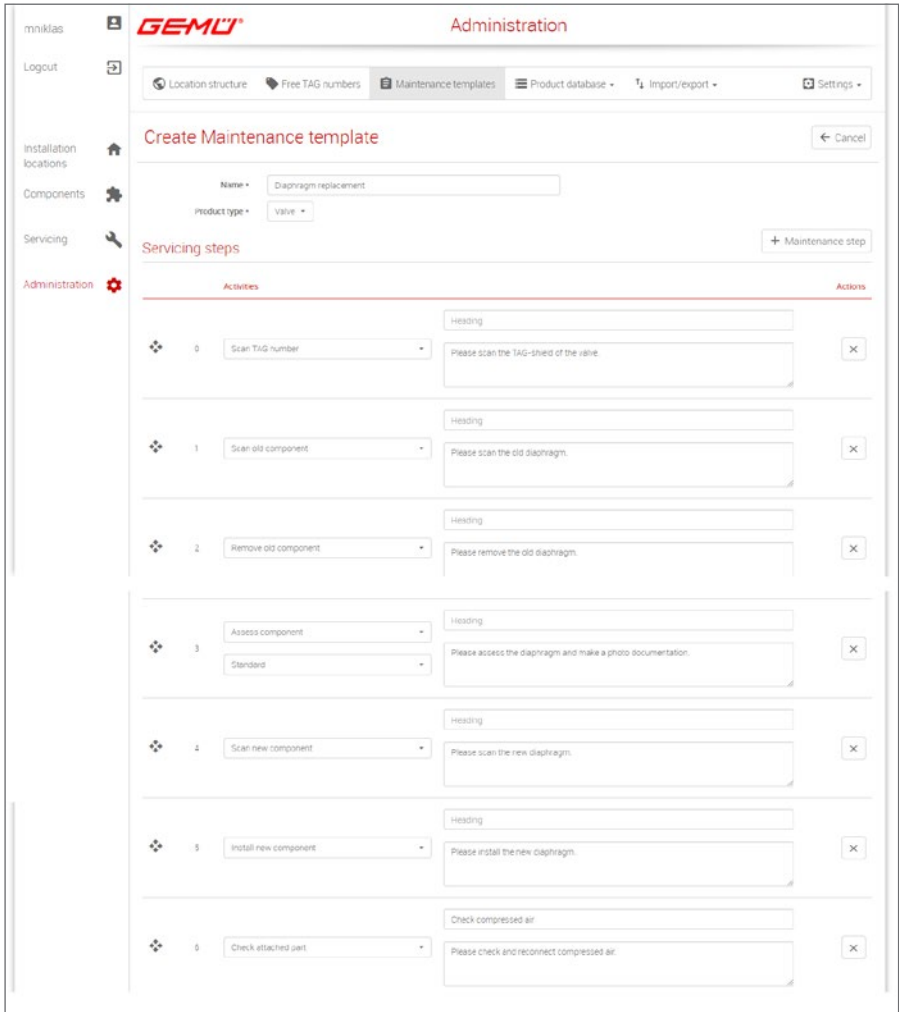 mniklas
GEMÜ®
Administration
Logout
Location structure
Free TAG numbers
Maintenance templates
Product database
Import/export
Settings
Create Maintenance template
Cancel
Installation
locations
Name *
Diaphragm replacement
Components
Product type *
Valve
Servicing
Servicing steps
+ Maintenance step
Administration
Activities
Actions
Heading
0
Scan TAG number
Please scan the TAG-shield of the valve.
Heading
1
Scan old component
Please scan the old diaphragm.
Heading
2
Remove old component
Please remove the old diaphragm.
Heading
Assess component
3
Please assess the diaphragm and make a photo documentation.
Standard
Heading
4
Scan new component
Please scan the new diaphragm.
Heading
5
Install new component
Please install the new diaphragm.
Check compressed air
6
Check attached part
Please check and reconnect compressed air.